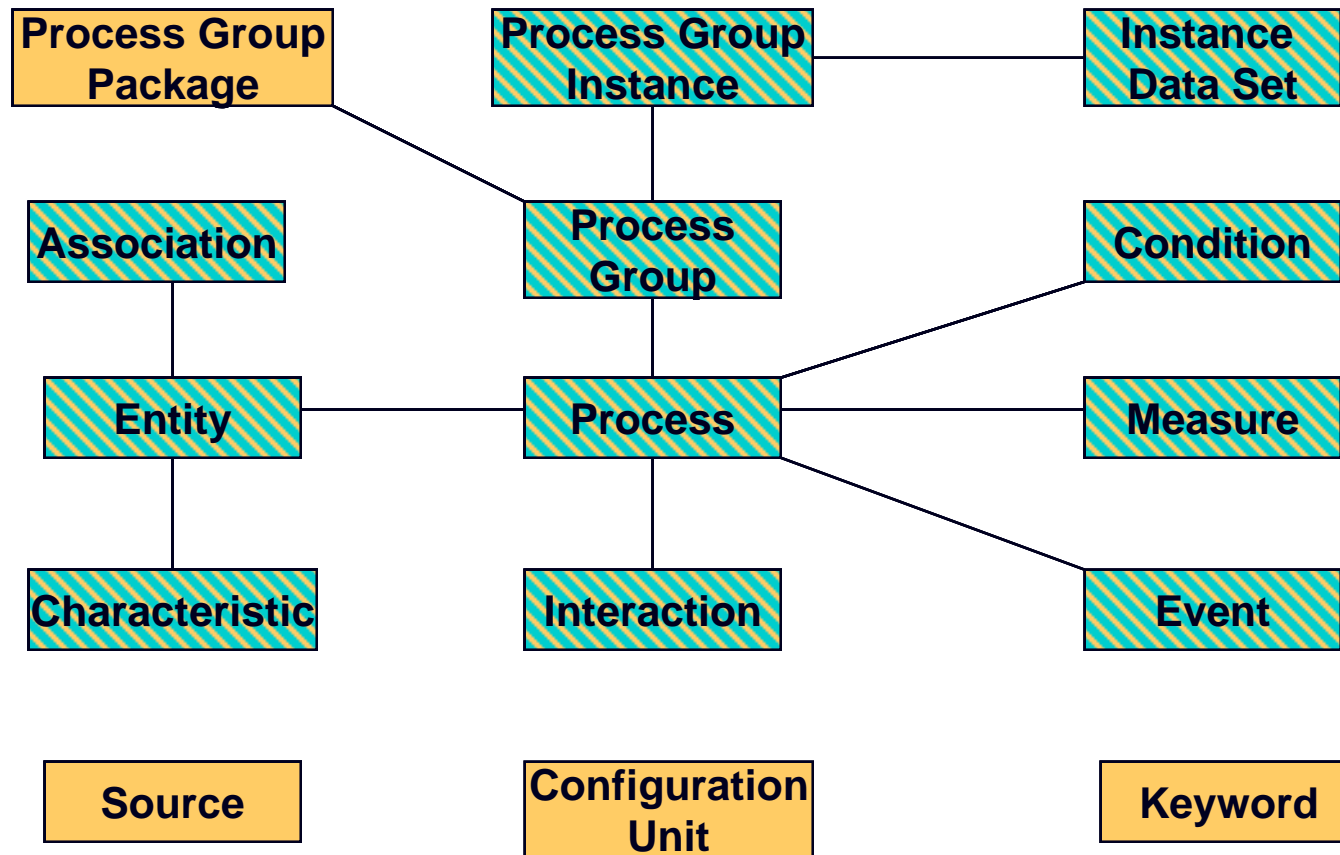 Process Group
Package
Process Group
Instance
Instance
Data Set
Association
Process
Group
Condition
Entity
Process
Measure
Characteristic
Interaction
Event
Source
Configuration
Unit
Keyword